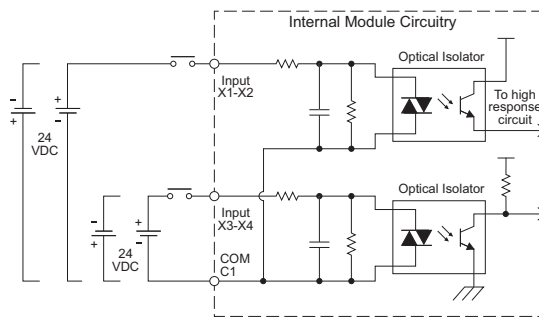 Internal Module Circuitry
Optical Isolator
Input
X1-X2
To high
response
circuit
- +
+ -
24
VDC
Optical Isolator
Input
X3-X4
- +
+ -
24
VDC
COM
C1